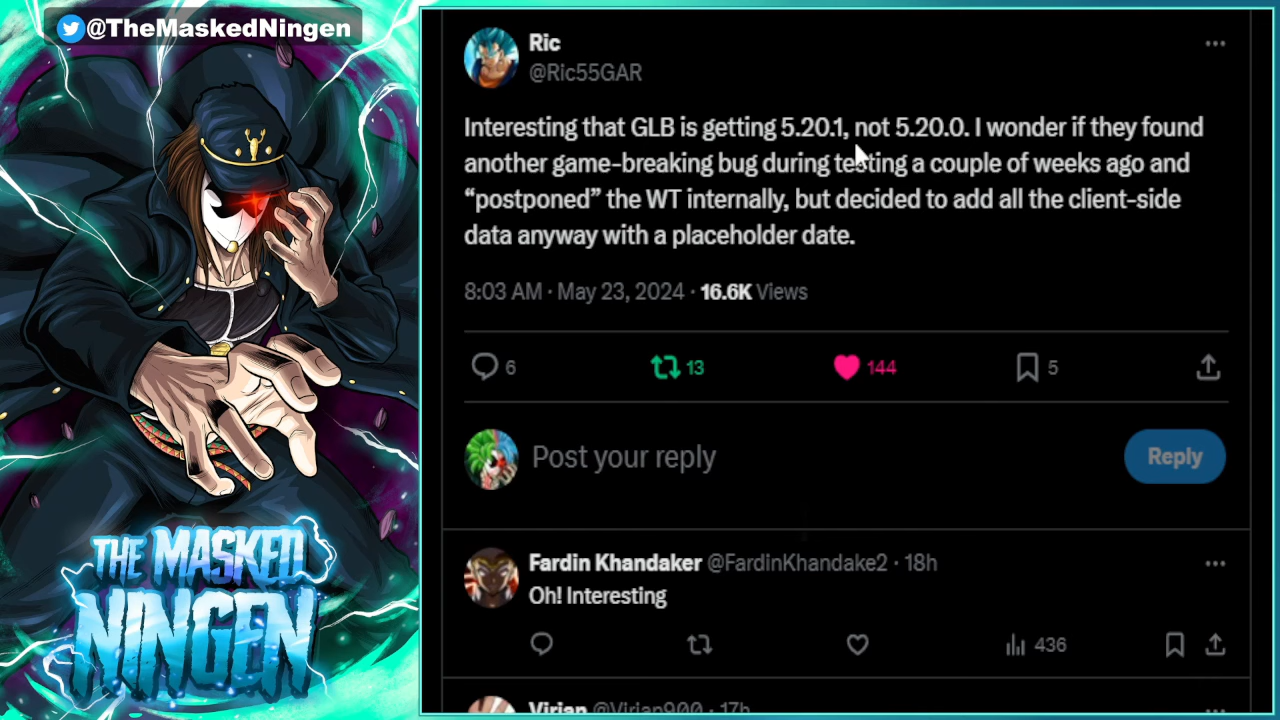 @TheMaskedNingen
THE MASKED
NINGEN
Ric
@Ric55GAR
Interesting that GLB is getting 5.20.1, not 5.20.0. I wonder if they found
another game-breaking bug during testing a couple of weeks ago and
“postponed” the WT internally, but decided to add all the client-side
data anyway with a placeholder date.
8:03 AM · May 23, 2024 · 16.6K Views
6 13 144 5
Post your reply
Reply
Fardin Khandaker @FardinKhandake2 · 18h
Oh! Interesting
436
Virian @Virian900 · 17h